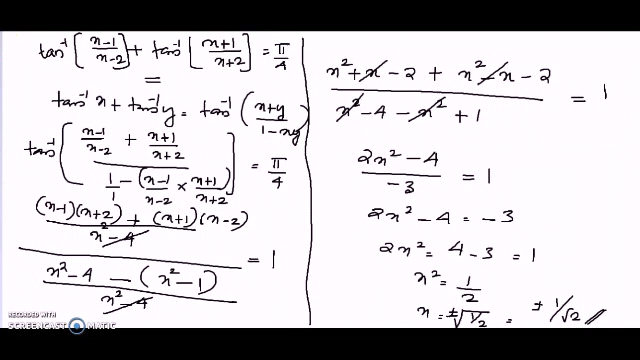 tan⁻¹[x-1/x-2] + tan⁻¹[x+1/x+2] = π/4
=
tan⁻¹x + tan⁻¹y = tan⁻¹(x+y/1-xy)
tan⁻¹[(x-1/x-2 + x+1/x+2)/(1/1 - (x-1/x-2 × x+1/x+2))] = π/4
(x-1)(x+2) + (x+1)(x-2)
x²-4
= 1
x²-4 - (x²-1)
x²-4
x²+x-2 + x²-x-2
= 1
x²-4-x²+1
2x²-4/-3 = 1
2x²-4 = -3
2x² = 4-3 = 1
x² = 1/2
x = ±√1/2 = ±1/√2 //
RECORDED WITH
SCREENCAST MATIC